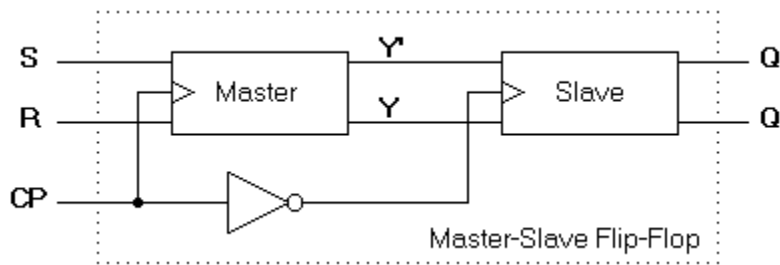 S Y' Q
Master Slave
R Y Q
CP
Master-Slave Flip-Flop